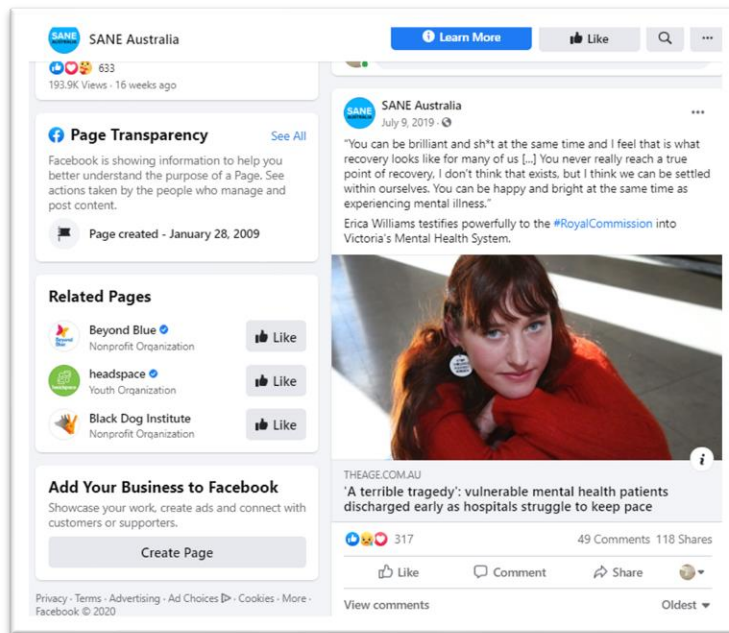 SANE AUSTRALIA
SANE Australia
Learn More
Like
633
193.9K Views · 16 weeks ago
Page Transparency
See All
Facebook is showing information to help you
better understand the purpose of a Page. See
actions taken by the people who manage and
post content.
Page created - January 28, 2009
Related Pages
Beyond Blue
Nonprofit Organization
Like
headspace
Youth Organization
Like
Black Dog Institute
Nonprofit Organization
Like
Add Your Business to Facebook
Showcase your work, create ads and connect with
customers or supporters.
Create Page
Privacy · Terms · Advertising · Ad Choices · Cookies · More ·
Facebook © 2020
SANE AUSTRALIA
SANE Australia
July 9, 2019 ·
“You can be brilliant and sh*t at the same time and I feel that is what
recovery looks like for many of us [...] You never really reach a true
point of recovery, I don’t think that exists, but I think we can be settled
within ourselves. You can be happy and bright at the same time as
experiencing mental illness.”
Erica Williams testifies powerfully to the #RoyalCommission into
Victoria’s Mental Health System.
THEAGE.COM.AU
'A terrible tragedy': vulnerable mental health patients
discharged early as hospitals struggle to keep pace
317
49 Comments 118 Shares
Like
Comment
Share
View comments
Oldest